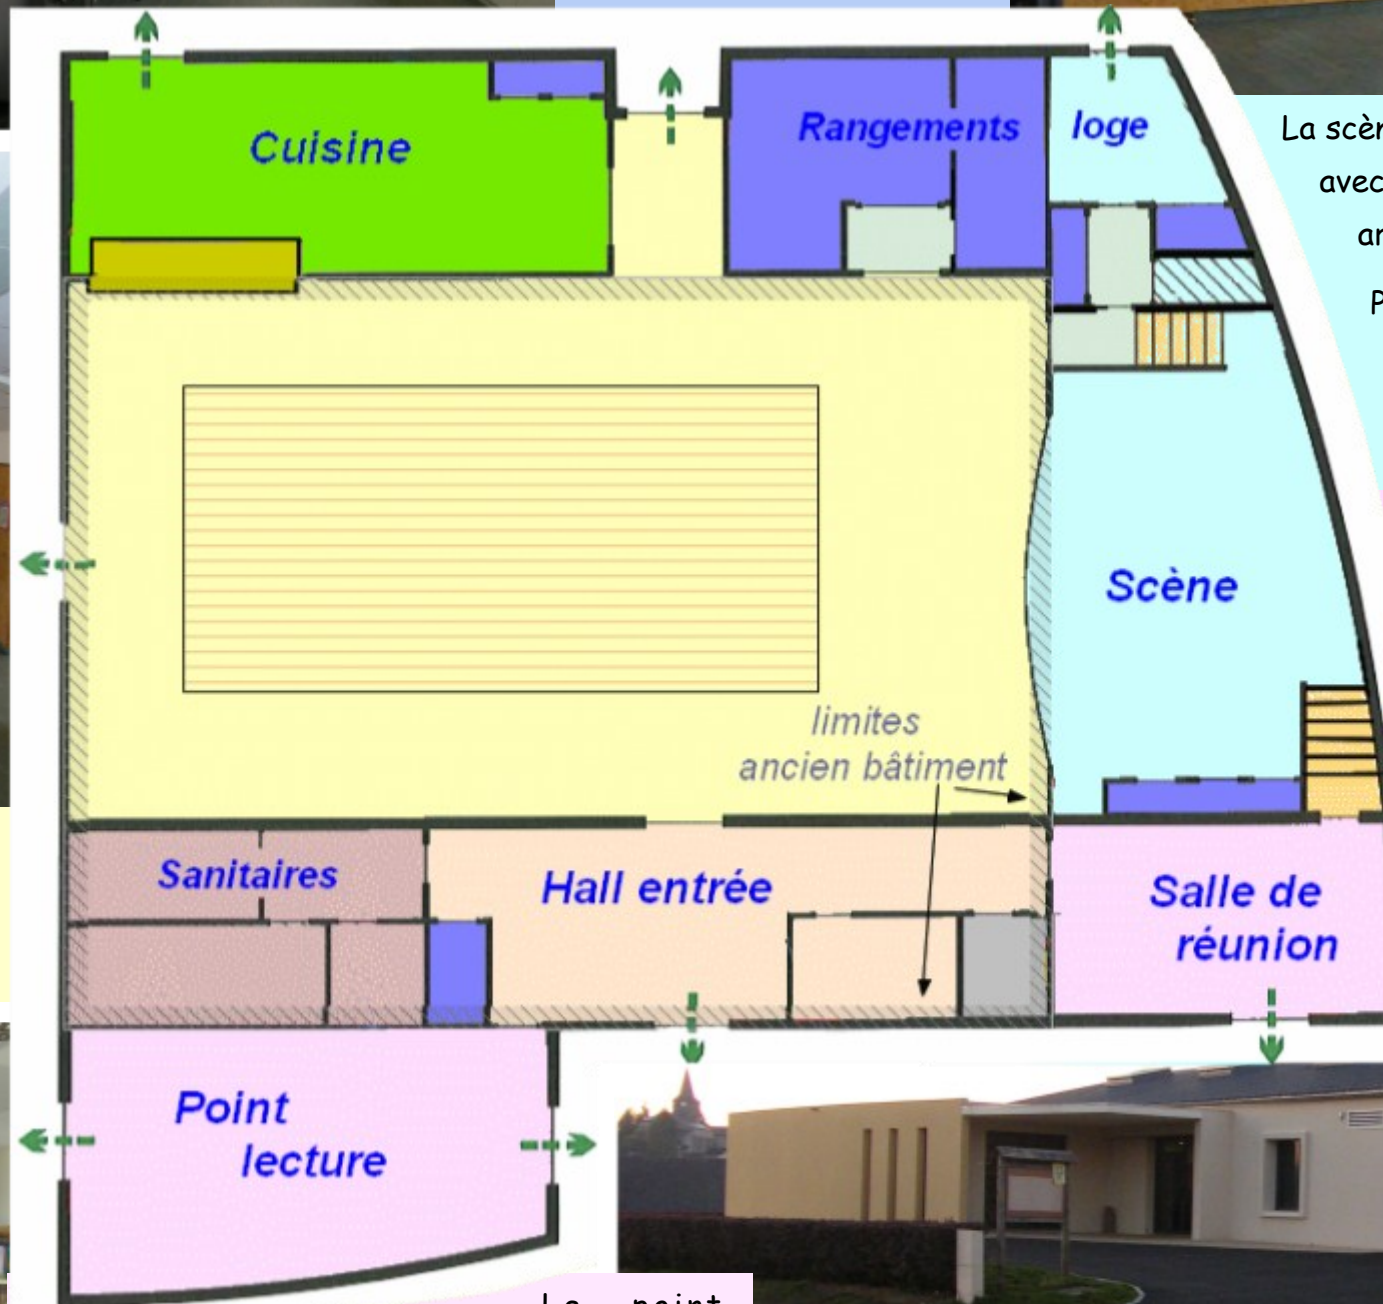 Cuisine
Rangements
loge
La scèn
avec
an
P
Scène
limites
ancien bâtiment
Sanitaires
Hall entrée
Salle de
réunion
Point
lecture
Le point